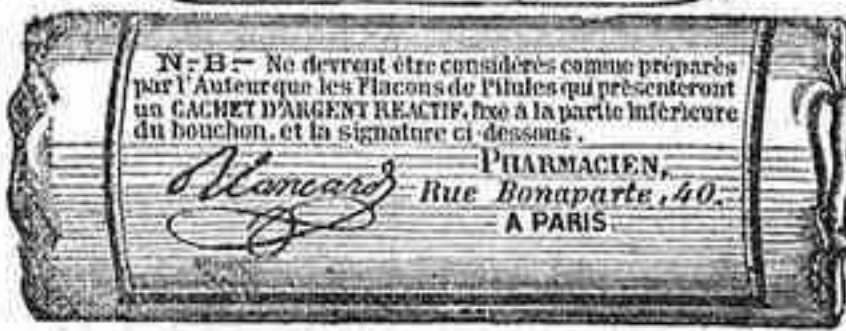 N.-B.- Ne devront être considérés comme préparés
par l'Auteur que les Flacons de Pilules qui présenteront
un CACHET D'ARGENT REACTIF, fixe à la partie inférieure
du bouchon, et la signature ci-dessous.
Blancard PHARMACIEN,
Rue Bonaparte, 40.
A PARIS